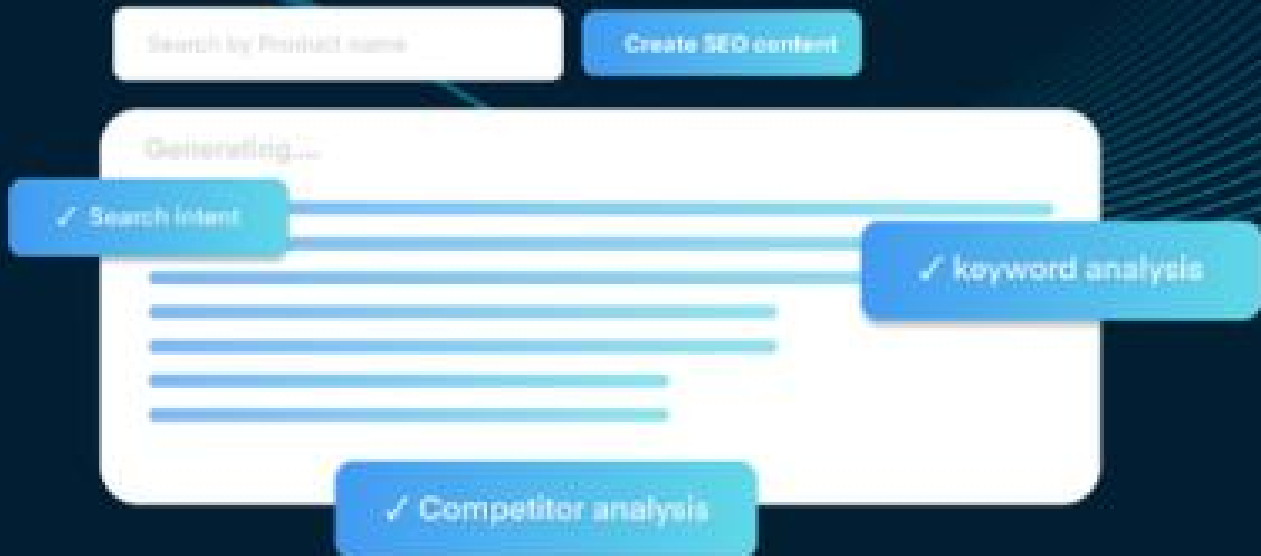 Search by Product name
Create SEO content
Generating....
✓ Search intent
✓ keyword analysis
✓ Competitor analysis